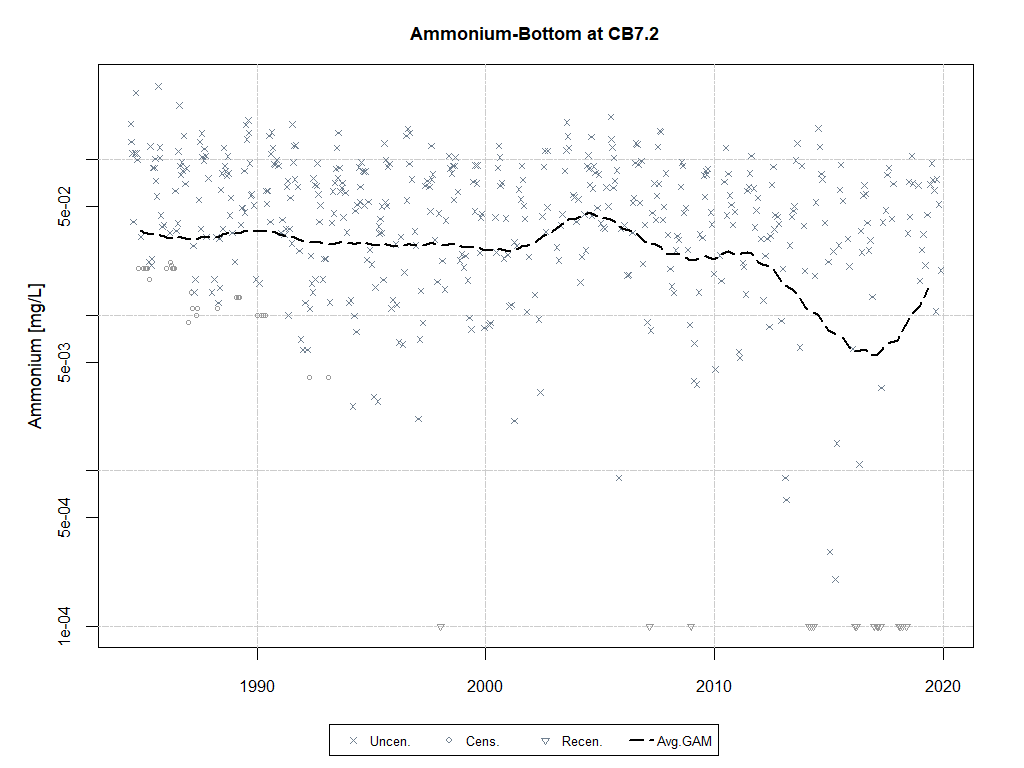 Ammonium-Bottom at CB7.2
Ammonium [mg/L]
5e-02
5e-03
5e-04
1e-04
1990 2000 2010 2020
Uncen. Cens. Recen. Avg.GAM